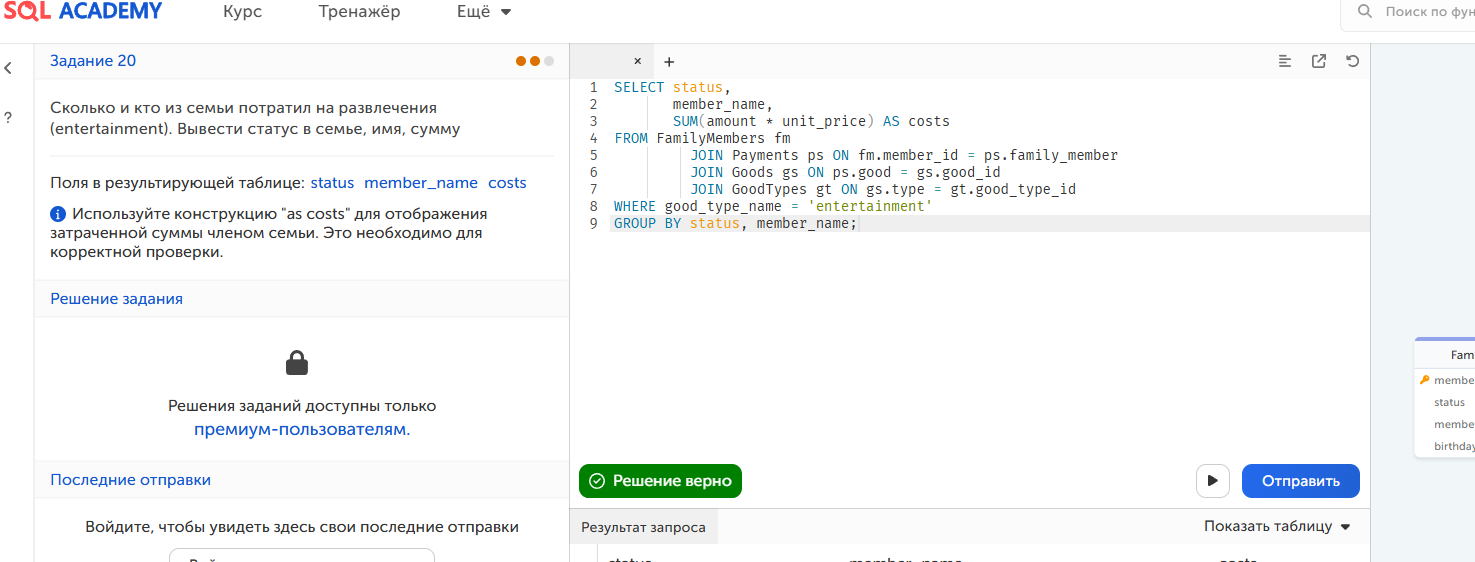 SQL ACADEMY
Курс
Тренажёр
Ещё
Поиск по фун
Задание 20
Сколько и кто из семьи потратил на развлечения
(entertainment). Вывести статус в семье, имя, сумму
Поля в результирующей таблице: status member_name costs
Используйте конструкцию "as costs" для отображения
затраченной суммы членом семьи. Это необходимо для
корректной проверки.
Решение задания
Решения заданий доступны только
премиум-пользователям.
Последние отправки
Войдите, чтобы увидеть здесь свои последние отправки
?
× +
1 SELECT status,
2 member_name,
3 SUM(amount * unit_price) AS costs
4 FROM FamilyMembers fm
5 JOIN Payments ps ON fm.member_id = ps.family_member
6 JOIN Goods gs ON ps.good = gs.good_id
7 JOIN GoodTypes gt ON gs.type = gt.good_type_id
8 WHERE good_type_name = 'entertainment'
9 GROUP BY status, member_name;
Решение верно
Отправить
Результат запроса
Показать таблицу
status member_name costs
Fam
membe
status
membe
birthday